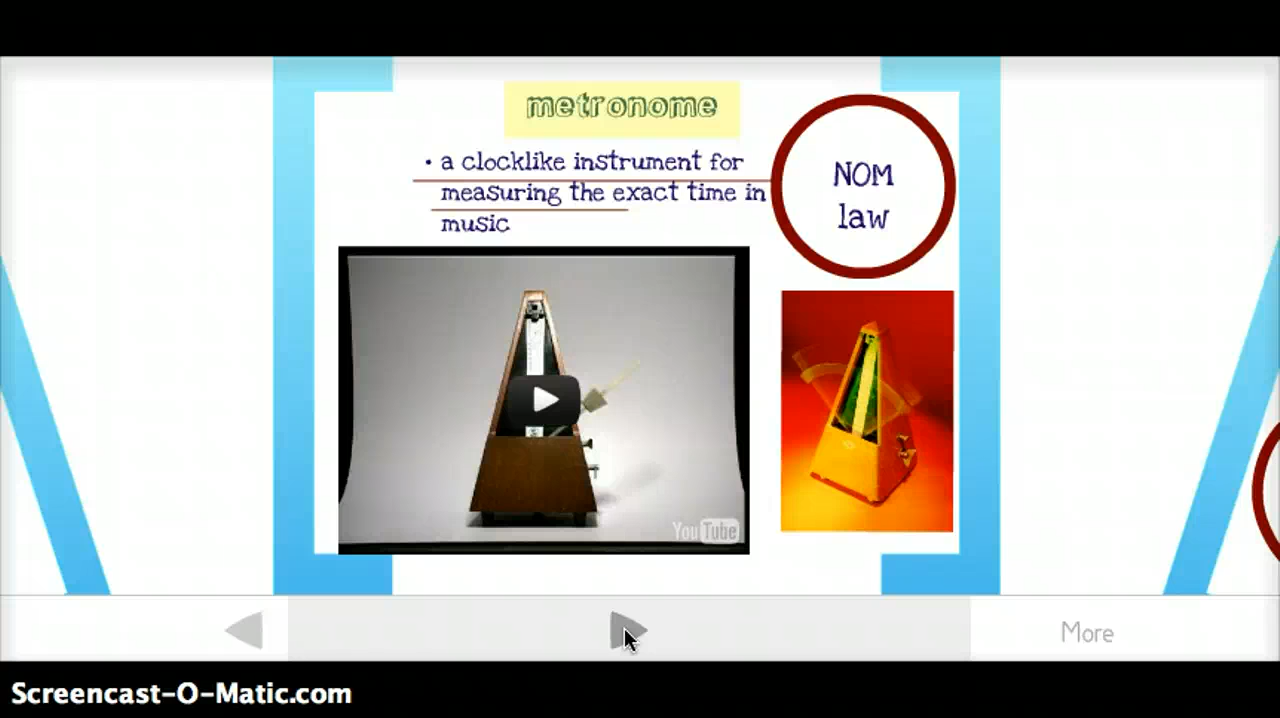 metronome
• a clocklike instrument for
measuring the exact time in
music
NOM
law
YouTube
More
Screencast-O-Matic.com